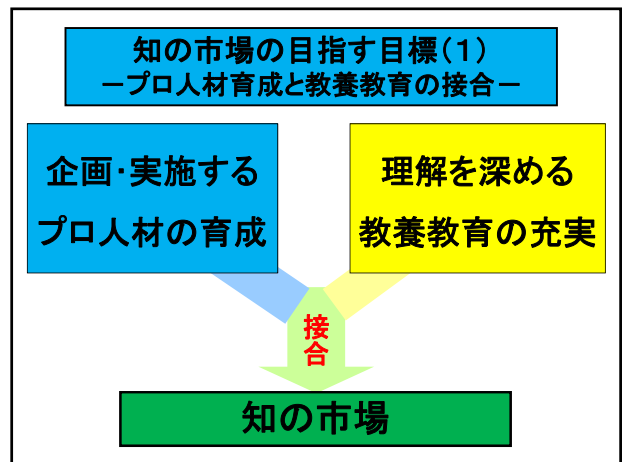 知の市場の目指す目標(1)
－プロ人材育成と教養教育の接合－
企画･実施する
プロ人材の育成
理解を深める
教養教育の充実
接
合
知の市場